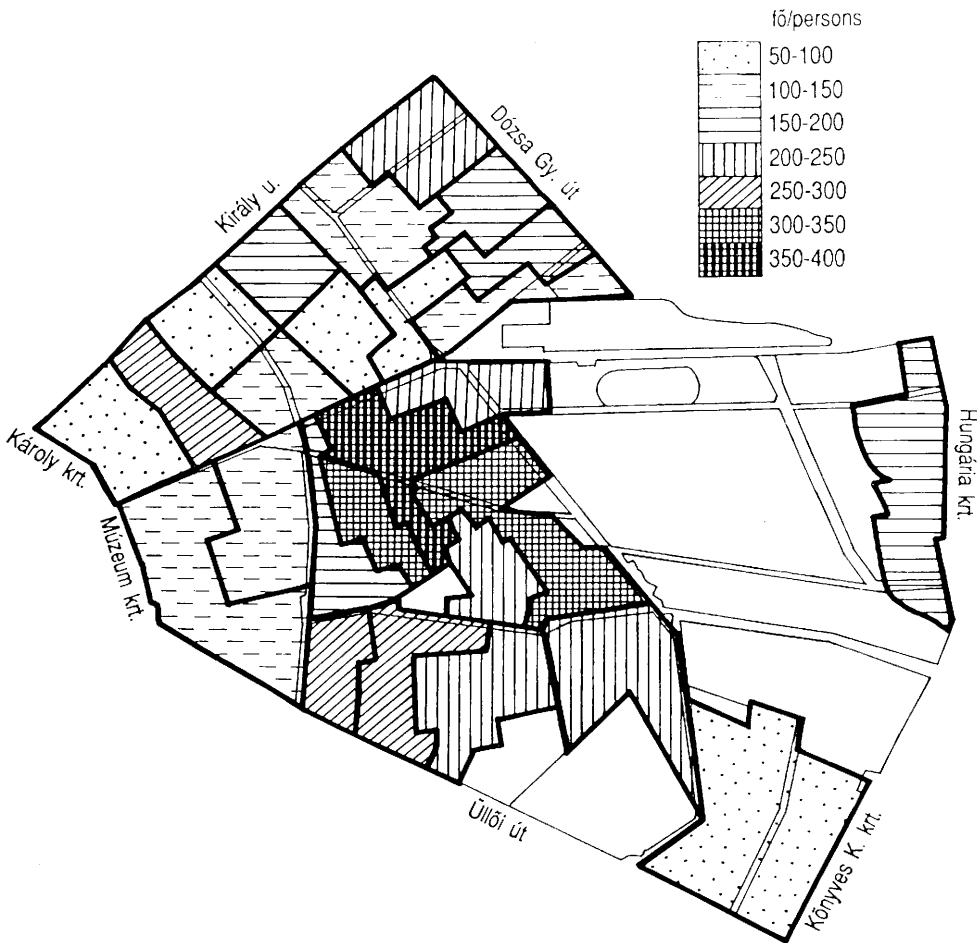 fő/persons
50-100
100-150
150-200
200-250
250-300
300-350
350-400
Dózsa Gy. út
Király u.
Károly krt.
Múzeum krt.
Hungária krt.
Üllői út
Könyves K. krt.